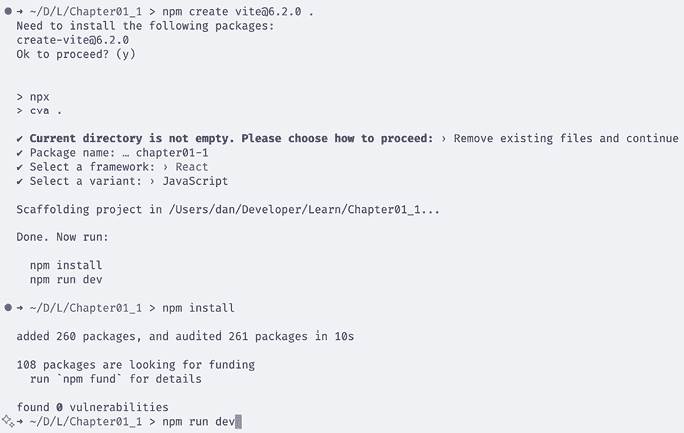 ➜ ~/D/L/Chapter01_1 > npm create vite@6.2.0 .
Need to install the following packages:
create-vite@6.2.0
Ok to proceed? (y)
> npx
> cva .
✔ Current directory is not empty. Please choose how to proceed: › Remove existing files and continue
✔ Package name: … chapter01-1
✔ Select a framework: › React
✔ Select a variant: › JavaScript
Scaffolding project in /Users/dan/Developer/Learn/Chapter01_1...
Done. Now run:
npm install
npm run dev
➜ ~/D/L/Chapter01_1 > npm install
added 260 packages, and audited 261 packages in 10s
108 packages are looking for funding
run `npm fund` for details
found 0 vulnerabilities
➜ ~/D/L/Chapter01_1 > npm run dev